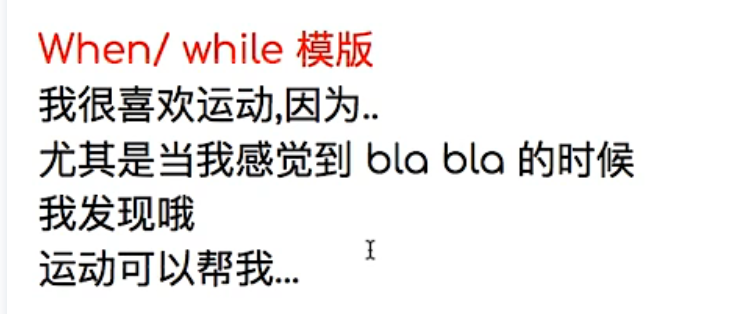 When/ while 模版
我很喜欢运动,因为..
尤其是当我感觉到 bla bla 的时候
我发现哦
运动可以帮我...